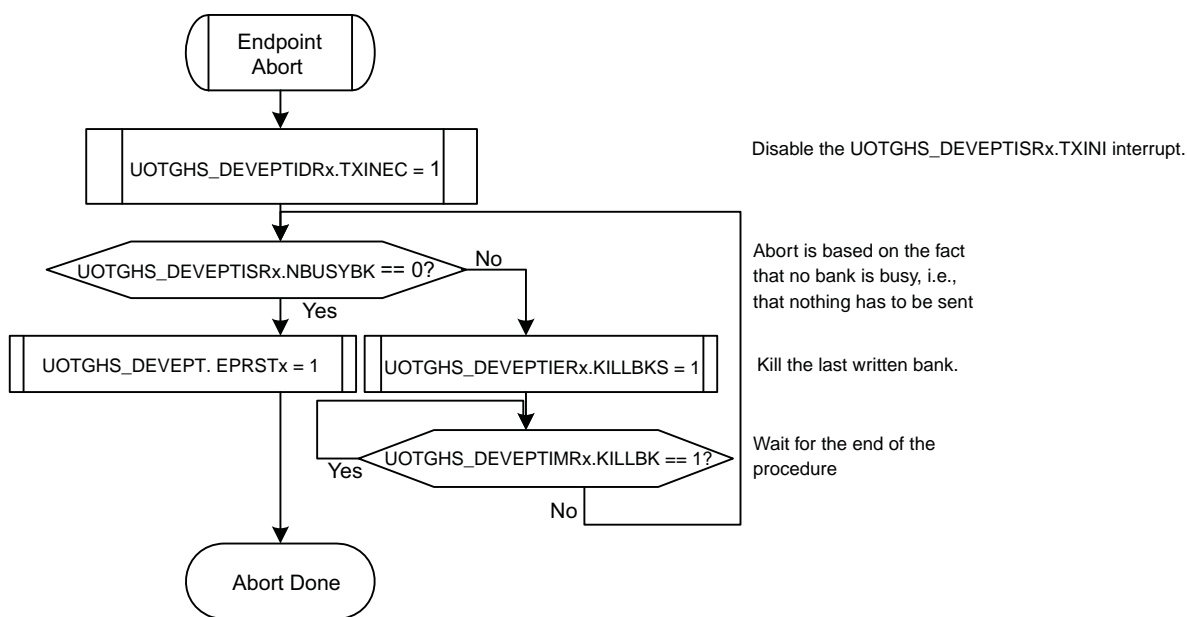 Endpoint
Abort
UOTGHS_DEVEPTIDRx.TXINEC = 1
Disable the UOTGHS_DEVEPTISRx.TXINI interrupt.
UOTGHS_DEVEPTISRx.NBUSYBK == 0?
No
Yes
Abort is based on the fact
that no bank is busy, i.e.,
that nothing has to be sent
UOTGHS_DEVEPT. EPRSTx = 1
UOTGHS_DEVEPTIERx.KILLBKS = 1
Kill the last written bank.
UOTGHS_DEVEPTIMRx.KILLBK == 1?
Yes
No
Wait for the end of the
procedure
Abort Done